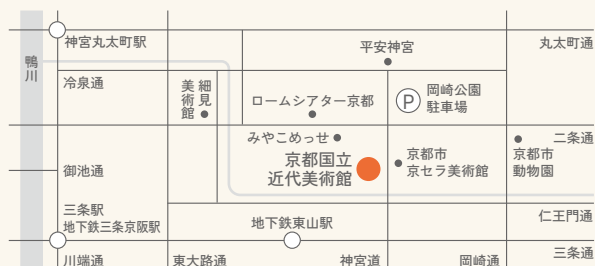 神宮丸太町駅
平安神宮
丸太町通
鴨川
冷泉通
細見
美術館
ロームシアター京都
P
岡崎公園
駐車場
みやこめっせ
二条通
京都国立
近代美術館
京都市
京セラ美術館
京都市
動物園
御池通
三条駅
地下鉄三条京阪駅
地下鉄東山駅
仁王門通
川端通
東大路通
神宮道
岡崎通
三条通